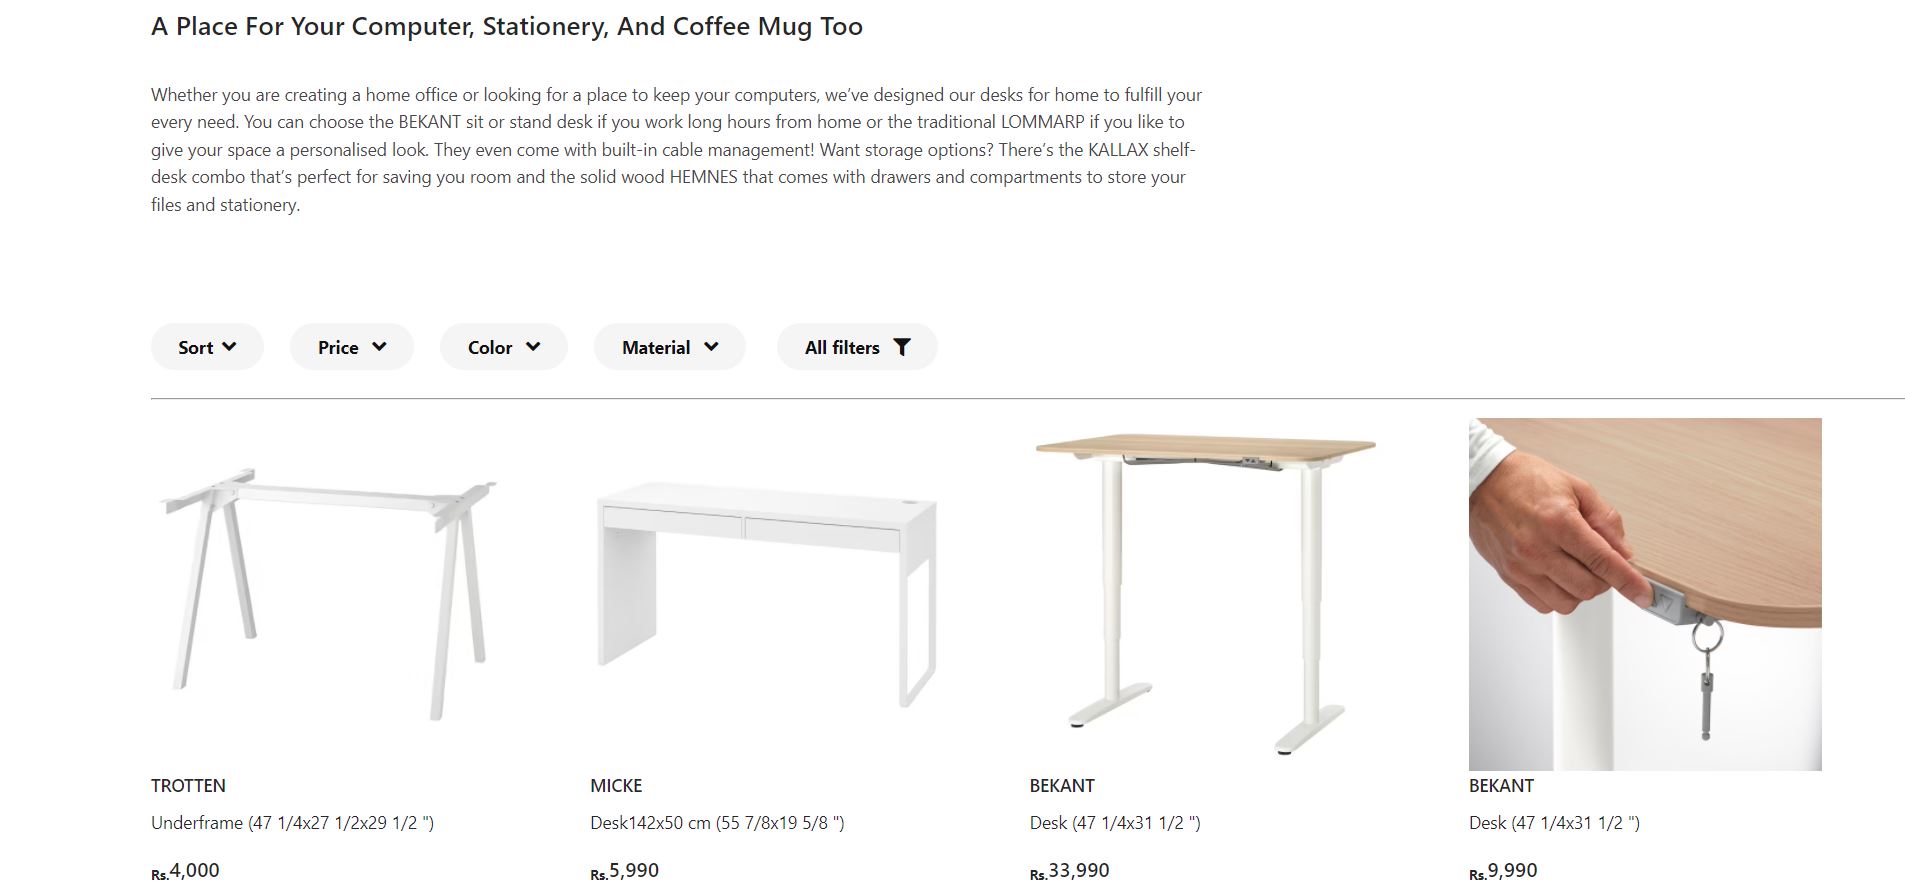 A Place For Your Computer, Stationery, And Coffee Mug Too
Whether you are creating a home office or looking for a place to keep your computers, we’ve designed our desks for home to fulfill your
every need. You can choose the BEKANT sit or stand desk if you work long hours from home or the traditional LOMMARP if you like to
give your space a personalised look. They even come with built-in cable management! Want storage options? There’s the KALLAX shelf-
desk combo that’s perfect for saving you room and the solid wood HEMNES that comes with drawers and compartments to store your
files and stationery.
Sort Price Color Material All filters
TROTTEN
Underframe (47 1/4x27 1/2x29 1/2 ")
Rs.4,000
MICKE
Desk142x50 cm (55 7/8x19 5/8 ")
Rs.5,990
BEKANT
Desk (47 1/4x31 1/2 ")
Rs.33,990
BEKANT
Desk (47 1/4x31 1/2 ")
Rs.9,990